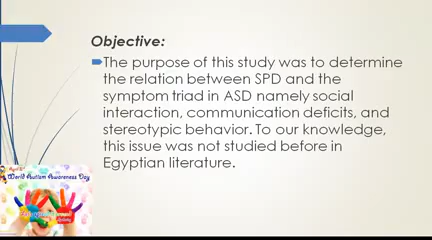 Objective:
The purpose of this study was to determine
the relation between SPD and the
symptom triad in ASD namely social
interaction, communication deficits, and
stereotypic behavior. To our knowledge,
this issue was not studied before in
Egyptian literature.
World Autism Awareness Day